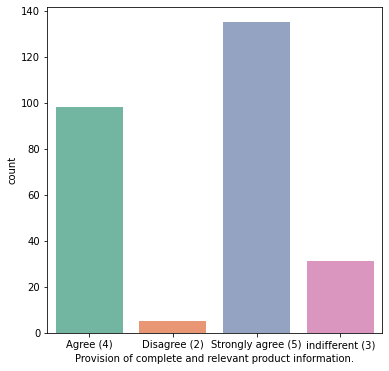 140
120
100
80
60
40
20
0
count
Agree (4) Disagree (2) Strongly agree (5) indifferent (3)
Provision of complete and relevant product information.